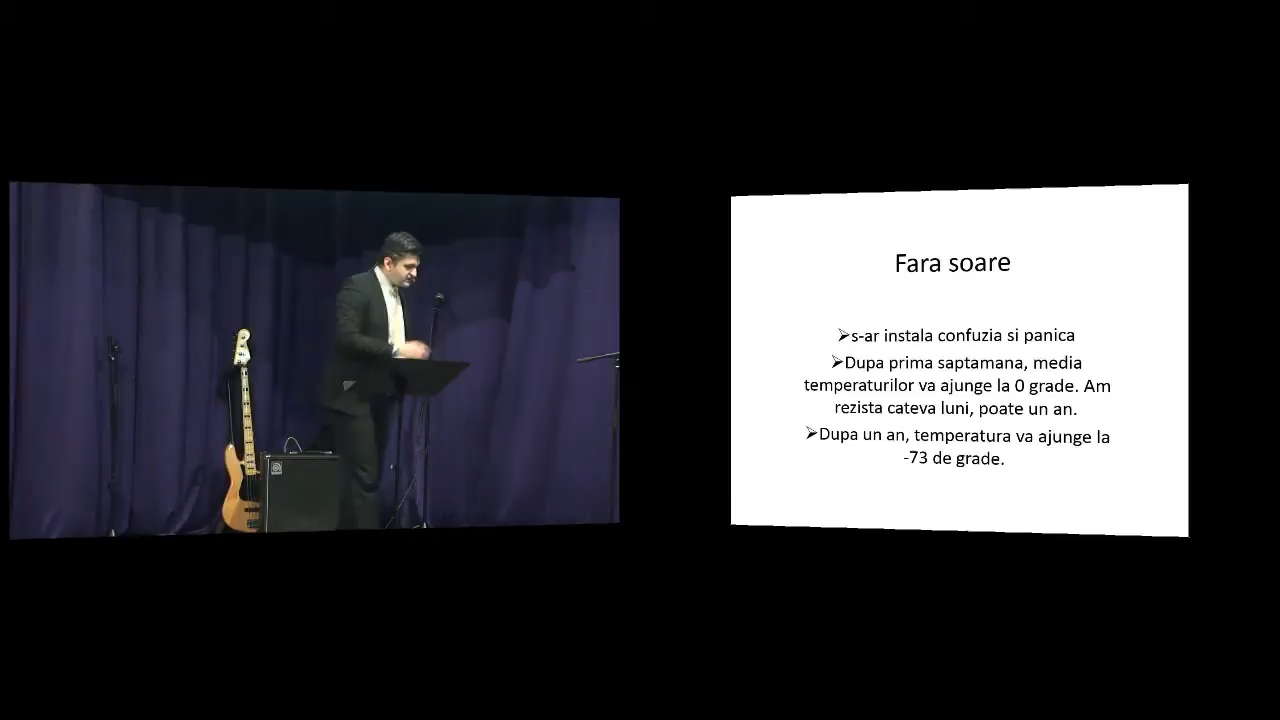 Fara soare
➢s-ar instala confuzia si panica
➢Dupa prima saptamana, media
temperaturilor va ajunge la 0 grade. Am
rezista cateva luni, poate un an.
➢Dupa un an, temperatura va ajunge la
-73 de grade.